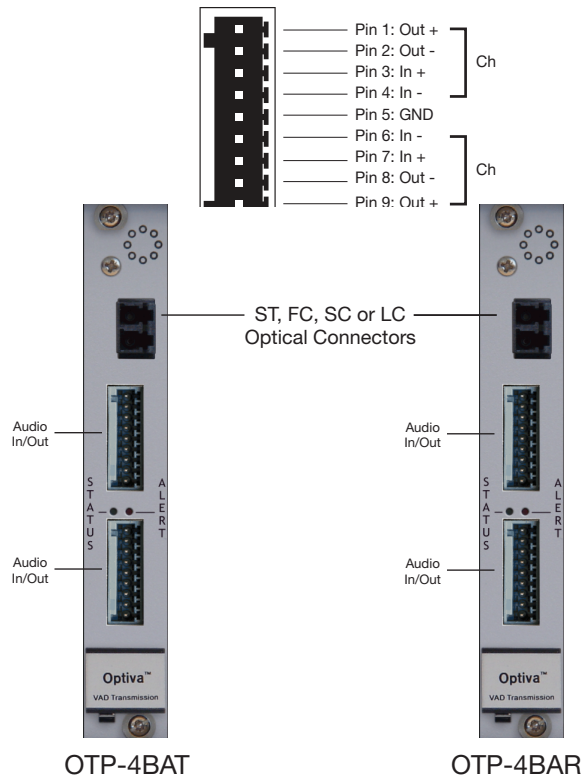 Pin 1: Out +
Pin 2: Out -
Pin 3: In +
Pin 4: In -
Ch
Pin 5: GND
Pin 6: In -
Pin 7: In +
Pin 8: Out -
Pin 9: Out +
Ch
ST, FC, SC or LC
Optical Connectors
Audio
In/Out
STATUS
ALERT
Audio
In/Out
Optiva™
VAD Transmission
OTP-4BAT
Audio
In/Out
STATUS
ALERT
Audio
In/Out
Optiva™
VAD Transmission
OTP-4BAR